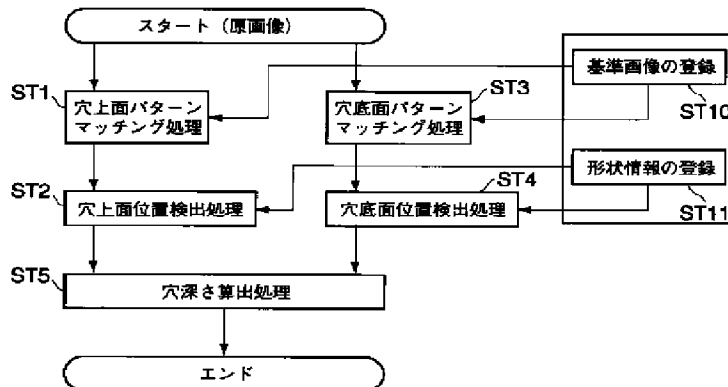 スタート（原画像）
ST1
穴上面パターン
マッチング処理
ST3
穴底面パターン
マッチング処理
基準画像の登録
ST10
ST2
穴上面位置検出処理
ST4
穴底面位置検出処理
形状情報の登録
ST11
ST5
穴深さ算出処理
エンド